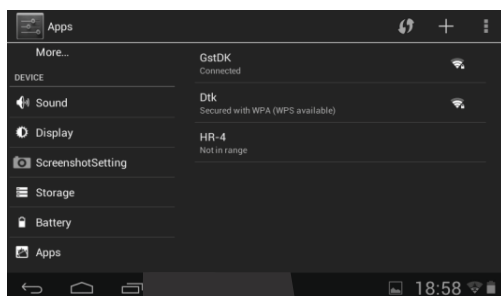 Apps
More...
DEVICE
Sound
Display
ScreenshotSetting
Storage
Battery
Apps
GstDK
Connected
Dtk
Secured with WPA (WPS available)
HR-4
Not in range
18:58